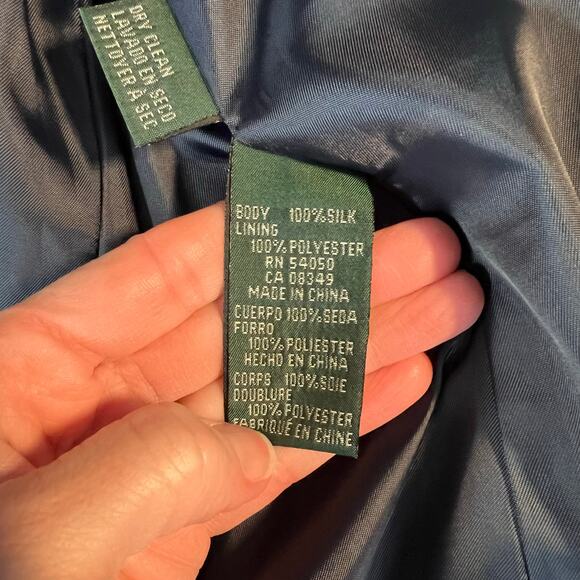 DRY CLEAN
LAVADO EN SECO
NETTOYER À SEC
BODY 100%SILK
LINING
100%POLYESTER
RN 54050
CA 08349
MADE IN CHINA
CUERPO 100%SEDA
FORRO
100%POLIESTER
HECHO EN CHINA
CORPS 100%SOIE
DOUBLURE
100%POLYESTER
FABRIQUÉ EN CHINE